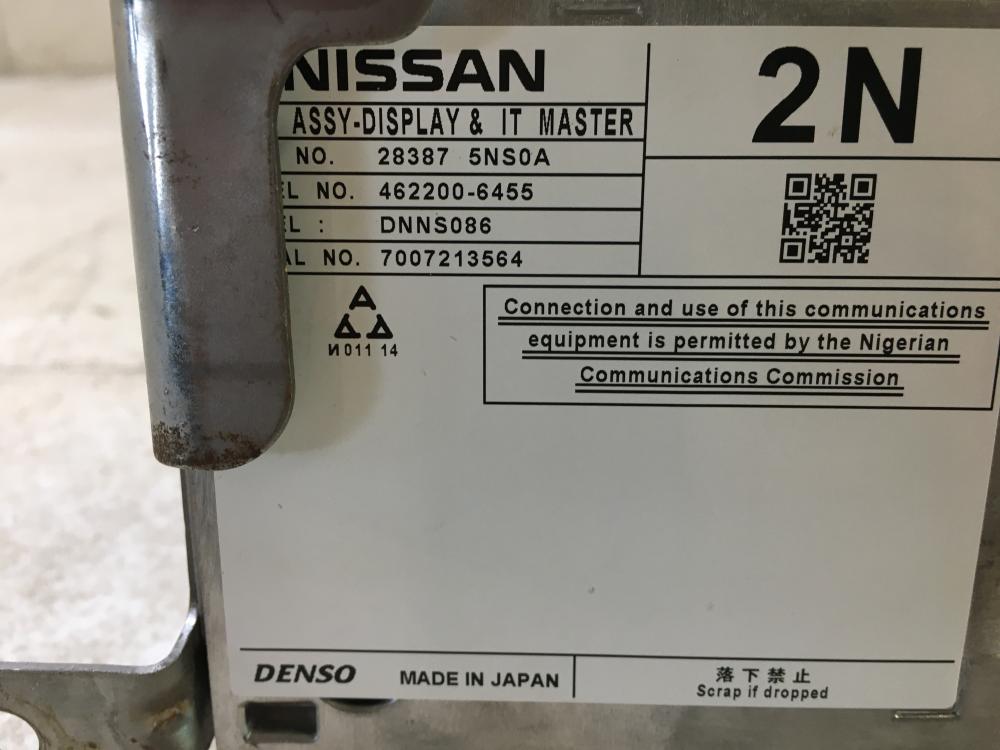 NISSAN
2N
ASSY-DISPLAY & IT MASTER
NO. 28387 5NS0A
NO. 462200-6455
DNNS086
NO. 7007213564
И011 14
Connection and use of this communications
equipment is permitted by the Nigerian
Communications Commission
DENSO
MADE IN JAPAN
落下禁止
Scrap if dropped